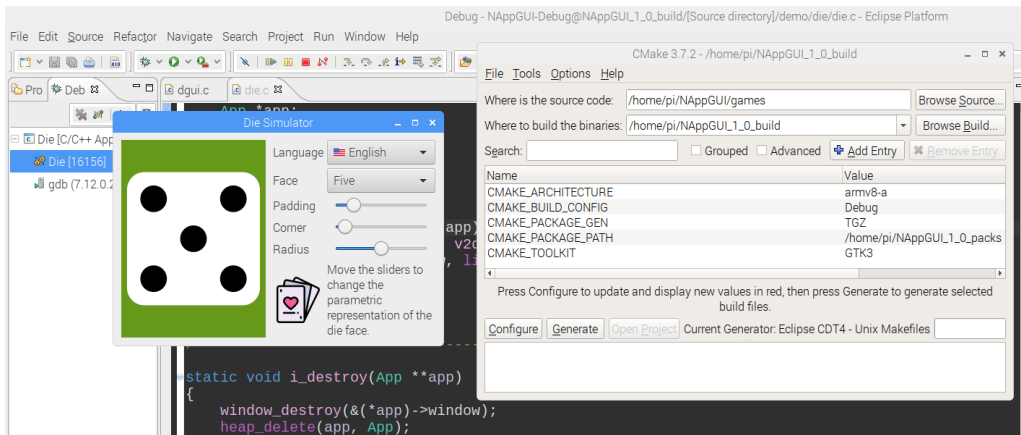 Debug - NAppGUI-Debug@NAppGUI_1_0_build/[Source directory]/demo/die/die.c - Eclipse Platform
File Edit Source Refactor Navigate Search Project Run Window Help
Pro Deb
dgui.c die.c
App *app;
Die [C/C++ App
Die [16156]
gdb (7.12.0.2
Die Simulator
Language English
Face Five
Padding
Corner
Radius
Move the sliders to
change the
parametric
representation of the
die face.
app)
v2d
, li
static void i_destroy(App **app)
{
window_destroy(&(*app)->window);
heap_delete(app, App);
CMake 3.7.2 - /home/pi/NAppGUI_1_0_build
File Tools Options Help
Where is the source code: /home/pi/NAppGUI/games Browse Source...
Where to build the binaries: /home/pi/NAppGUI_1_0_build Browse Build...
Search: Grouped Advanced Add Entry Remove Entry
Name Value
CMAKE_ARCHITECTURE armv8-a
CMAKE_BUILD_CONFIG Debug
CMAKE_PACKAGE_GEN TGZ
CMAKE_PACKAGE_PATH /home/pi/NAppGUI_1_0_packs
CMAKE_TOOLKIT GTK3
Press Configure to update and display new values in red, then press Generate to generate selected
build files.
Configure Generate Open Project Current Generator: Eclipse CDT4 - Unix Makefiles